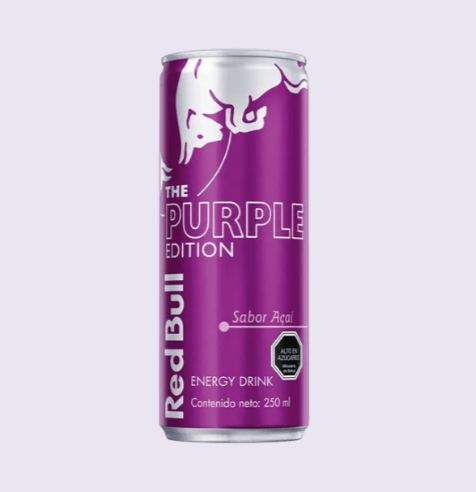 THE
PURPLE
EDITION
Red Bull
Sabor Açaí
ALTO EN
AZÚCARES
ENERGY DRINK
Contenido neto: 250 ml